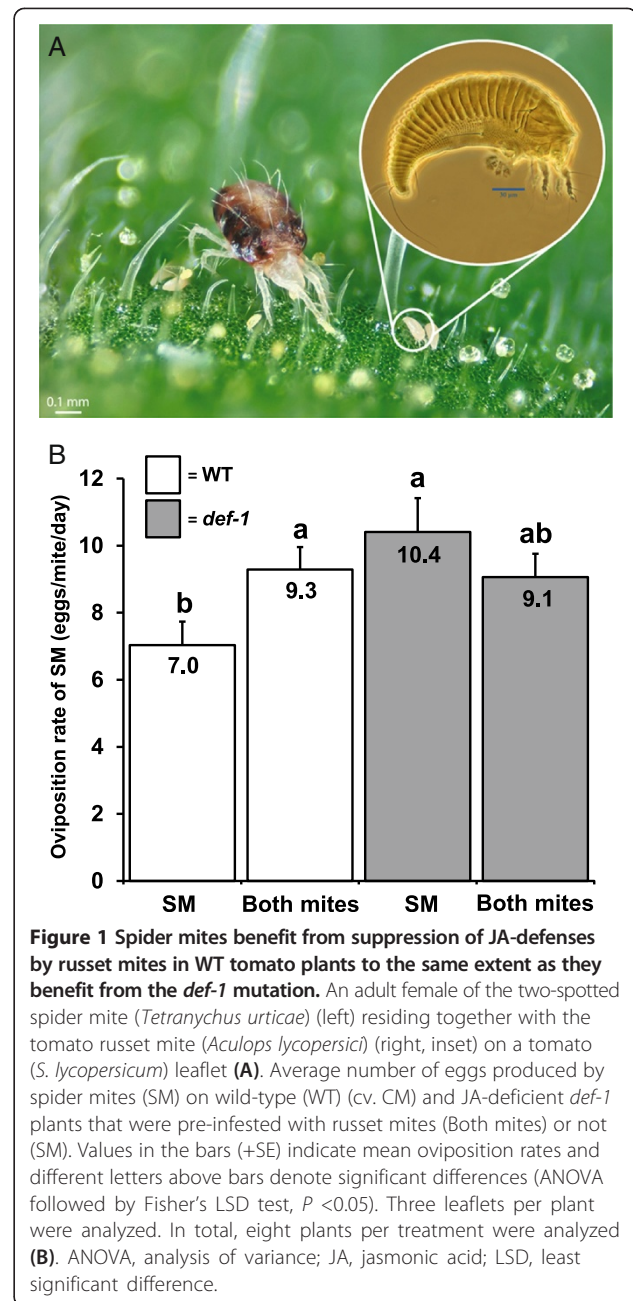 A
30 µm
0.1 mm
B
= WT
= def-1
Oviposition rate of SM (eggs/mite/day)
12
10
8
6
4
2
0
b
7.0
a
9.3
a
10.4
ab
9.1
SM
Both mites
SM
Both mites
Figure 1 Spider mites benefit from suppression of JA-defenses
by russet mites in WT tomato plants to the same extent as they
benefit from the def-1 mutation. An adult female of the two-spotted
spider mite (Tetranychus urticae) (left) residing together with the
tomato russet mite (Aculops lycopersici) (right, inset) on a tomato
(S. lycopersicum) leaflet (A). Average number of eggs produced by
spider mites (SM) on wild-type (WT) (cv. CM) and JA-deficient def-1
plants that were pre-infested with russet mites (Both mites) or not
(SM). Values in the bars (+SE) indicate mean oviposition rates and
different letters above bars denote significant differences (ANOVA
followed by Fisher's LSD test, P <0.05). Three leaflets per plant
were analyzed. In total, eight plants per treatment were analyzed
(B). ANOVA, analysis of variance; JA, jasmonic acid; LSD, least
significant difference.